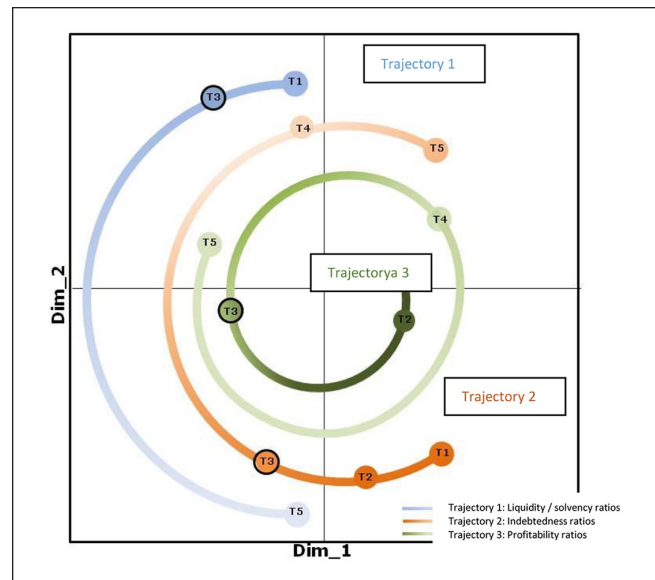 Trajectory 1
T1
T3
T4
T5
T4
T5
Trajectorya 3
Dim_2
T3
T2
Trajectory 2
T1
T3
T2
T5
Trajectory 1: Liquidity / solvency ratios
Trajectory 2: Indebtedness ratios
Trajectory 3: Profitability ratios
Dim_1